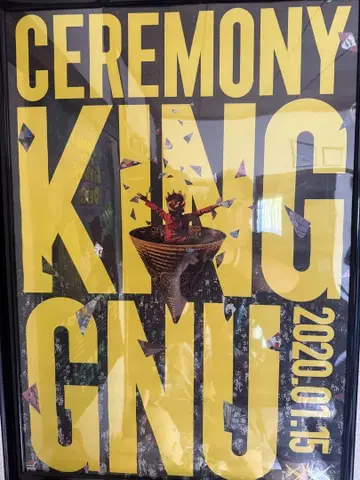 CEREMONY
KING
GNU
2020.01.15